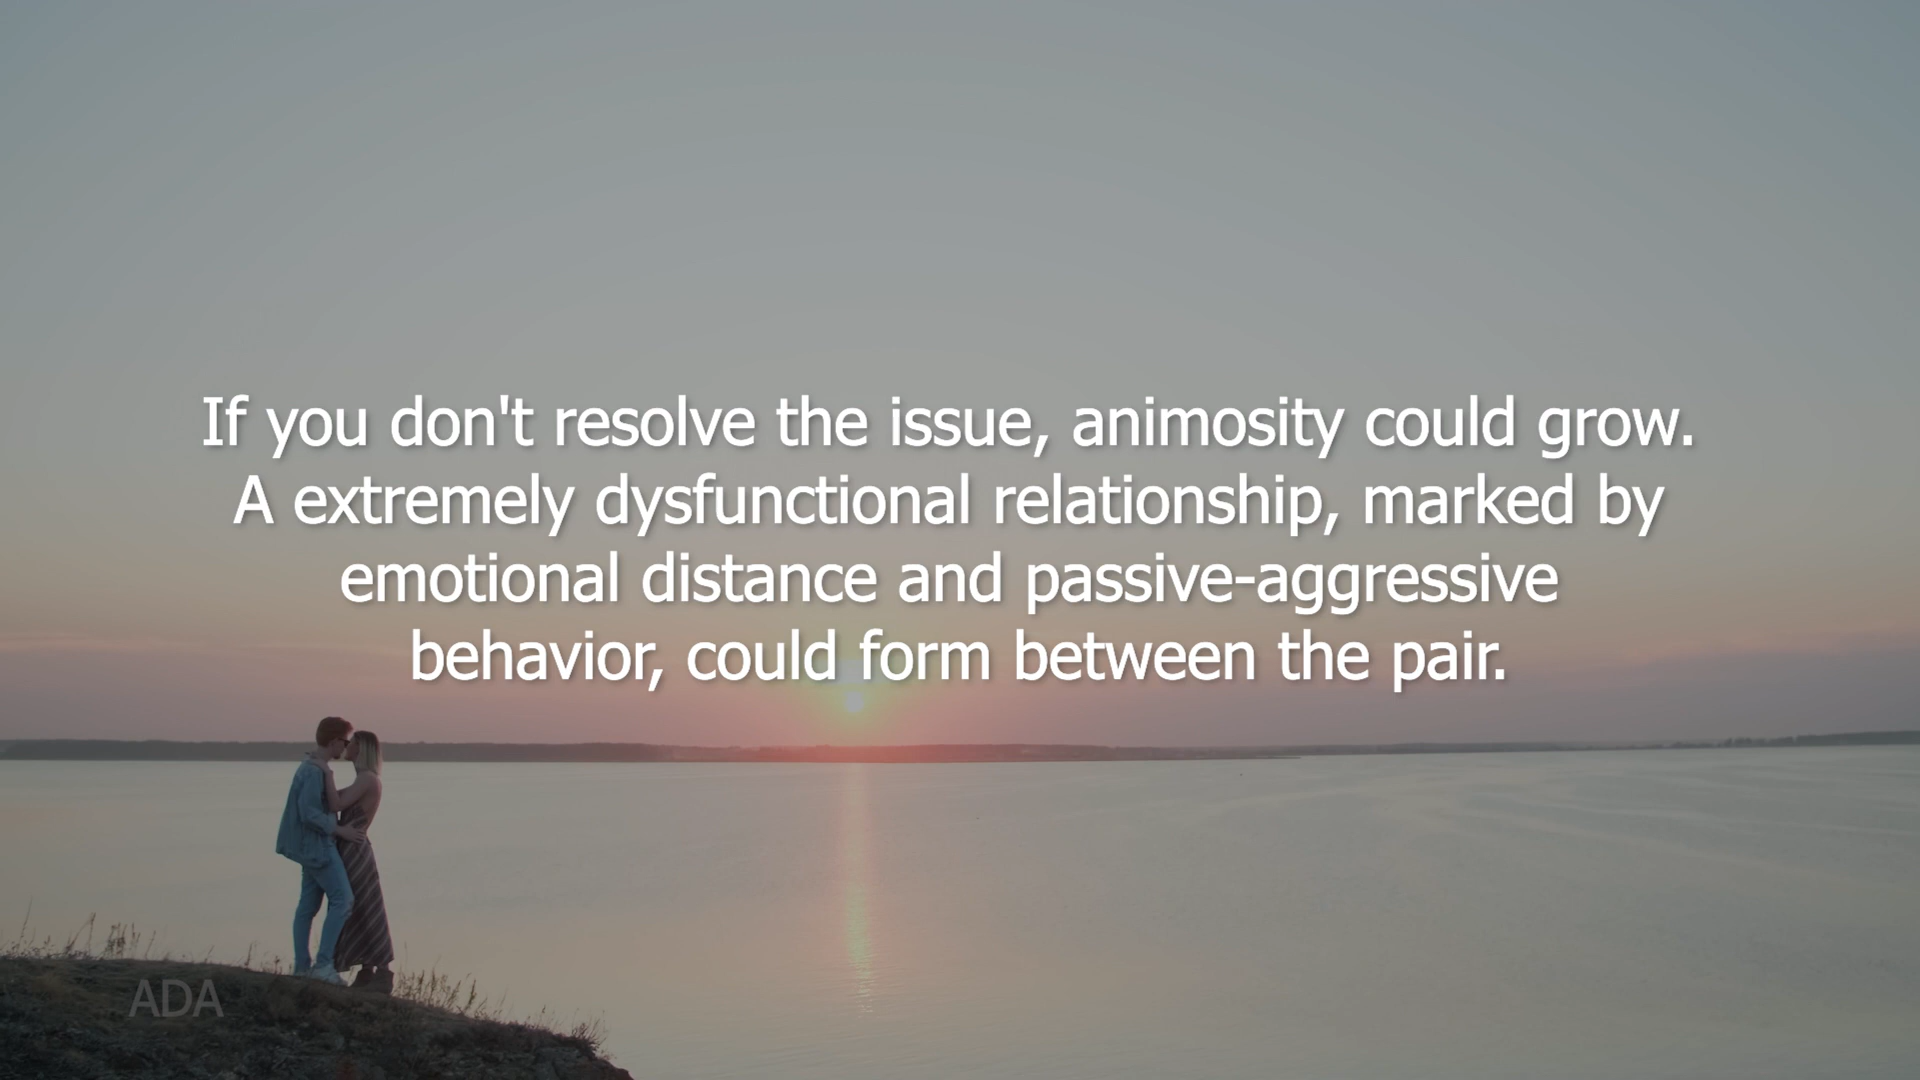 If you don't resolve the issue, animosity could grow.
A extremely dysfunctional relationship, marked by
emotional distance and passive-aggressive
behavior, could form between the pair.
ADA